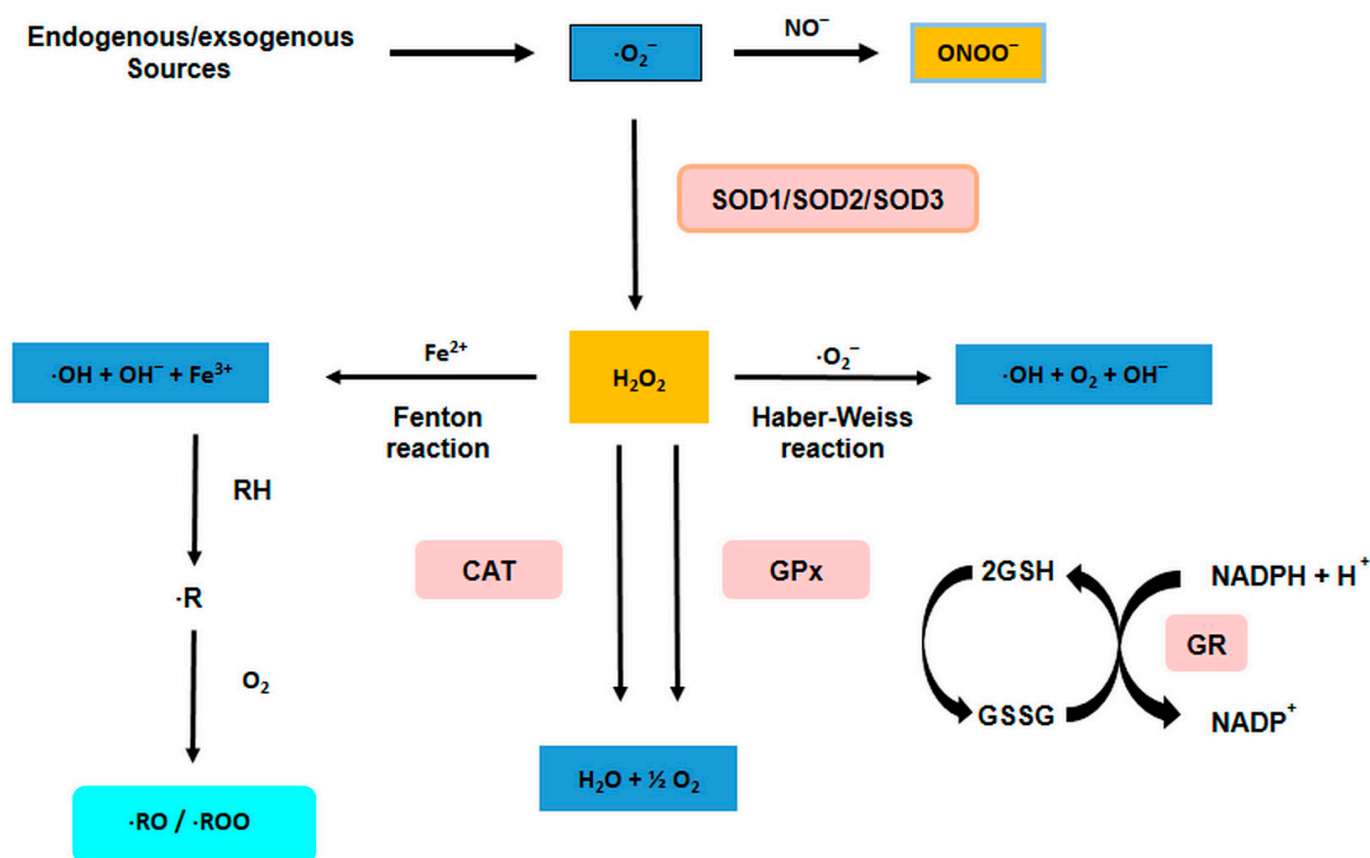 Endogenous/exsogenous
Sources
·O₂⁻
NO⁻
ONOO⁻
SOD1/SOD2/SOD3
·OH + OH⁻ + Fe³⁺
Fe²⁺
Fenton
reaction
H₂O₂
·O₂⁻
Haber-Weiss
reaction
·OH + O₂ + OH⁻
RH
·R
O₂
·RO / ·ROO
CAT
GPx
H₂O + ½ O₂
2GSH
NADPH + H⁺
GR
GSSG
NADP⁺